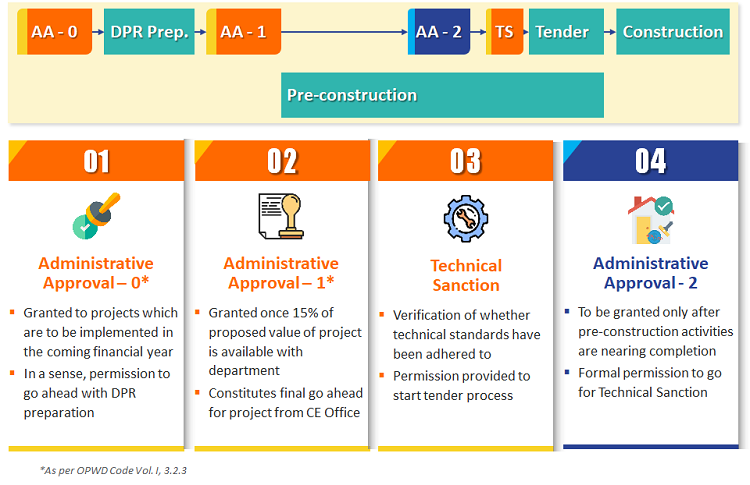 AA - 0
DPR Prep.
AA - 1
AA - 2
TS
Tender
Construction
Pre-construction
01
Administrative
Approval – 0*
▪ Granted to projects which
are to be implemented in
the coming financial year
▪ In a sense, permission to
go ahead with DPR
preparation
02
Administrative
Approval – 1*
▪ Granted once 15% of
proposed value of project
is available with
department
▪ Constitutes final go ahead
for project from CE Office
03
Technical
Sanction
▪ Verification of whether
technical standards have
been adhered to
▪ Permission provided to
start tender process
04
Administrative
Approval - 2
▪ To be granted only after
pre-construction activities
are nearing completion
▪ Formal permission to go
for Technical Sanction
*As per OPWD Code Vol. I, 3.2.3